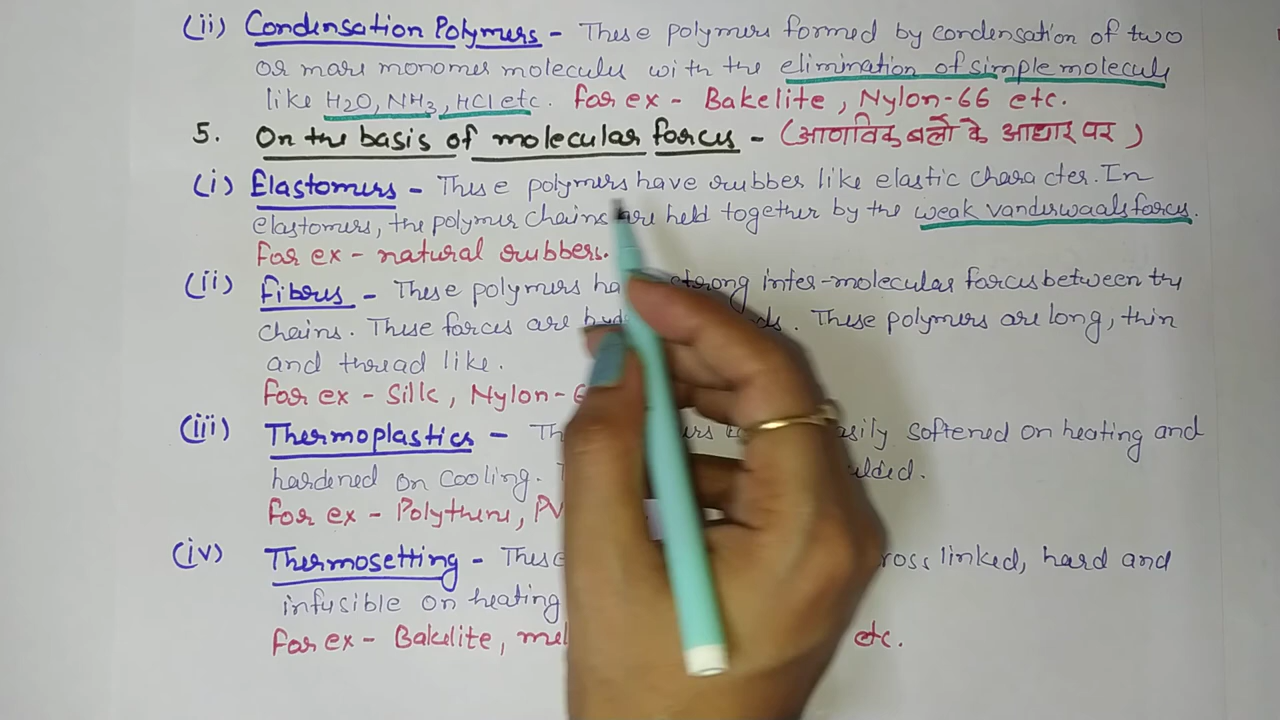 (ii) Condensation Polymers - These polymers formed by condensation of two
or more monomer molecules with the elimination of simple molecule
like H2O, NH3, HCl etc. For ex - Bakelite, Nylon-66 etc.
5. On the basis of molecular forces - (आणविक बलों के आधार पर)
(i) Elastomers - These polymers have rubber like elastic character. In
elastomers, the polymer chains are held together by the weak vanderwaals forces.
For ex - natural rubbers.
(ii) Fibres - These polymers strong inter-molecular forces between the
chains. These forces are These polymers are long, thin
and thread like.
For ex - Silk, Nylon-6
(iii) Thermoplastics - softened on heating and
hardened on cooling.
For ex - Polythene,
(iv) Thermosetting - linked, hard and
infusible on heating
For ex - Bakelite, etc.